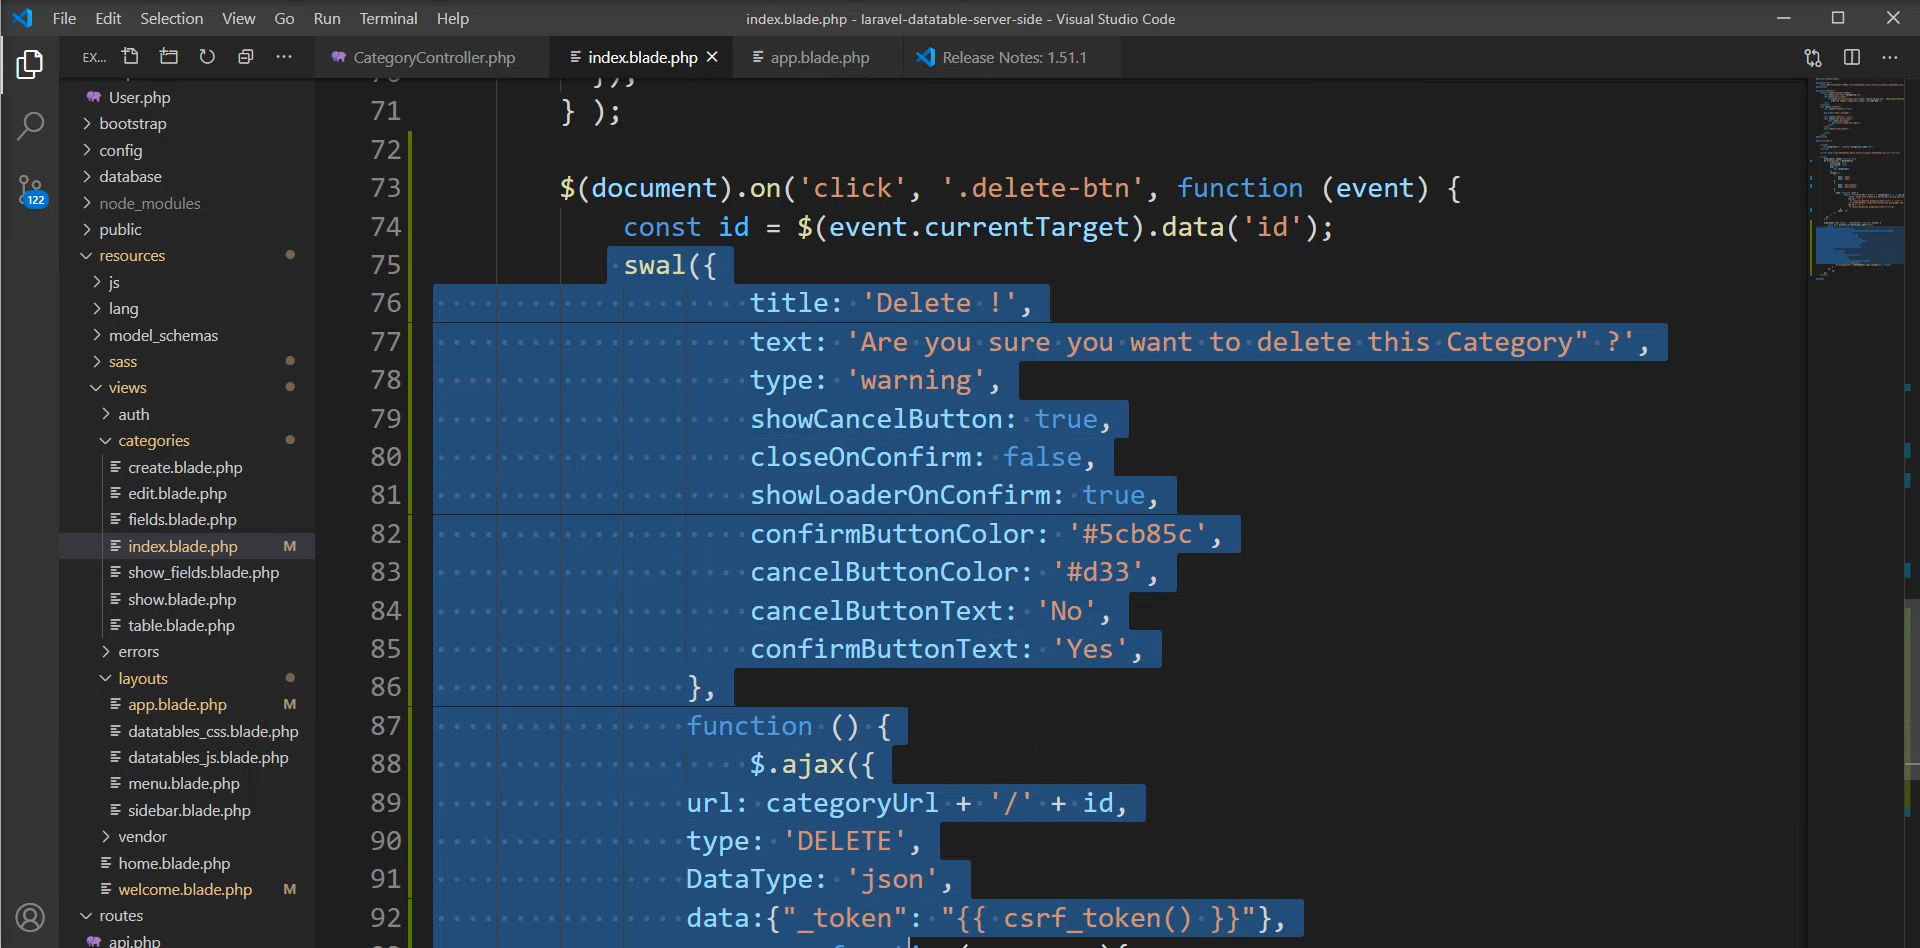 File Edit Selection View Go Run Terminal Help
index.blade.php - laravel-datatable-server-side - Visual Studio Code
EX...
CategoryController.php
index.blade.php
app.blade.php
Release Notes: 1.51.1
User.php
bootstrap
config
database
node_modules
public
resources
js
lang
model_schemas
sass
views
auth
categories
create.blade.php
edit.blade.php
fields.blade.php
index.blade.php M
show_fields.blade.php
show.blade.php
table.blade.php
errors
layouts
app.blade.php M
datatables_css.blade.php
datatables_js.blade.php
menu.blade.php
sidebar.blade.php
vendor
home.blade.php
welcome.blade.php M
routes
api.php
122
70 });
71 } );
72
73 $(document).on('click', '.delete-btn', function (event) {
74 const id = $(event.currentTarget).data('id');
75 swal({
76 title: 'Delete !',
77 text: 'Are you sure you want to delete this Category" ?',
78 type: 'warning',
79 showCancelButton: true,
80 closeOnConfirm: false,
81 showLoaderOnConfirm: true,
82 confirmButtonColor: '#5cb85c',
83 cancelButtonColor: '#d33',
84 cancelButtonText: 'No',
85 confirmButtonText: 'Yes',
86 },
87 function () {
88 $.ajax({
89 url: categoryUrl + '/' + id,
90 type: 'DELETE',
91 DataType: 'json',
92 data:{"_token": "{{ csrf_token() }}"},